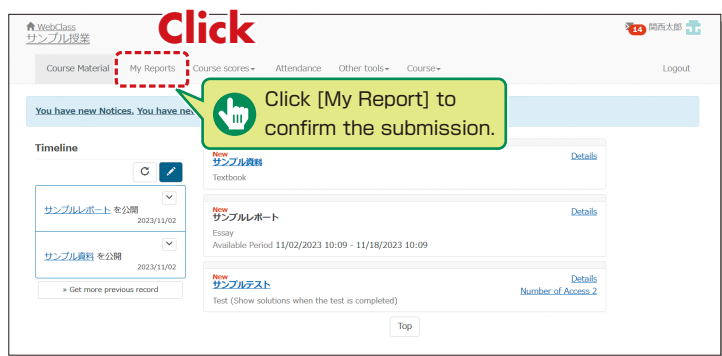 WebClass
サンプル授業
Click
14 関西太郎
Course Material My Reports Course scores Attendance Other tools Course Logout
You have new Notices. You have ne
Click [My Report] to
confirm the submission.
Timeline
サンプルレポート を公開
2023/11/02
サンプル資料 を公開
2023/11/02
» Get more previous record
New
サンプル資料 Details
Textbook
New
サンプルレポート Details
Essay
Available Period 11/02/2023 10:09 - 11/18/2023 10:09
New
サンプルテスト Details
Number of Access 2
Test (Show solutions when the test is completed)
Top